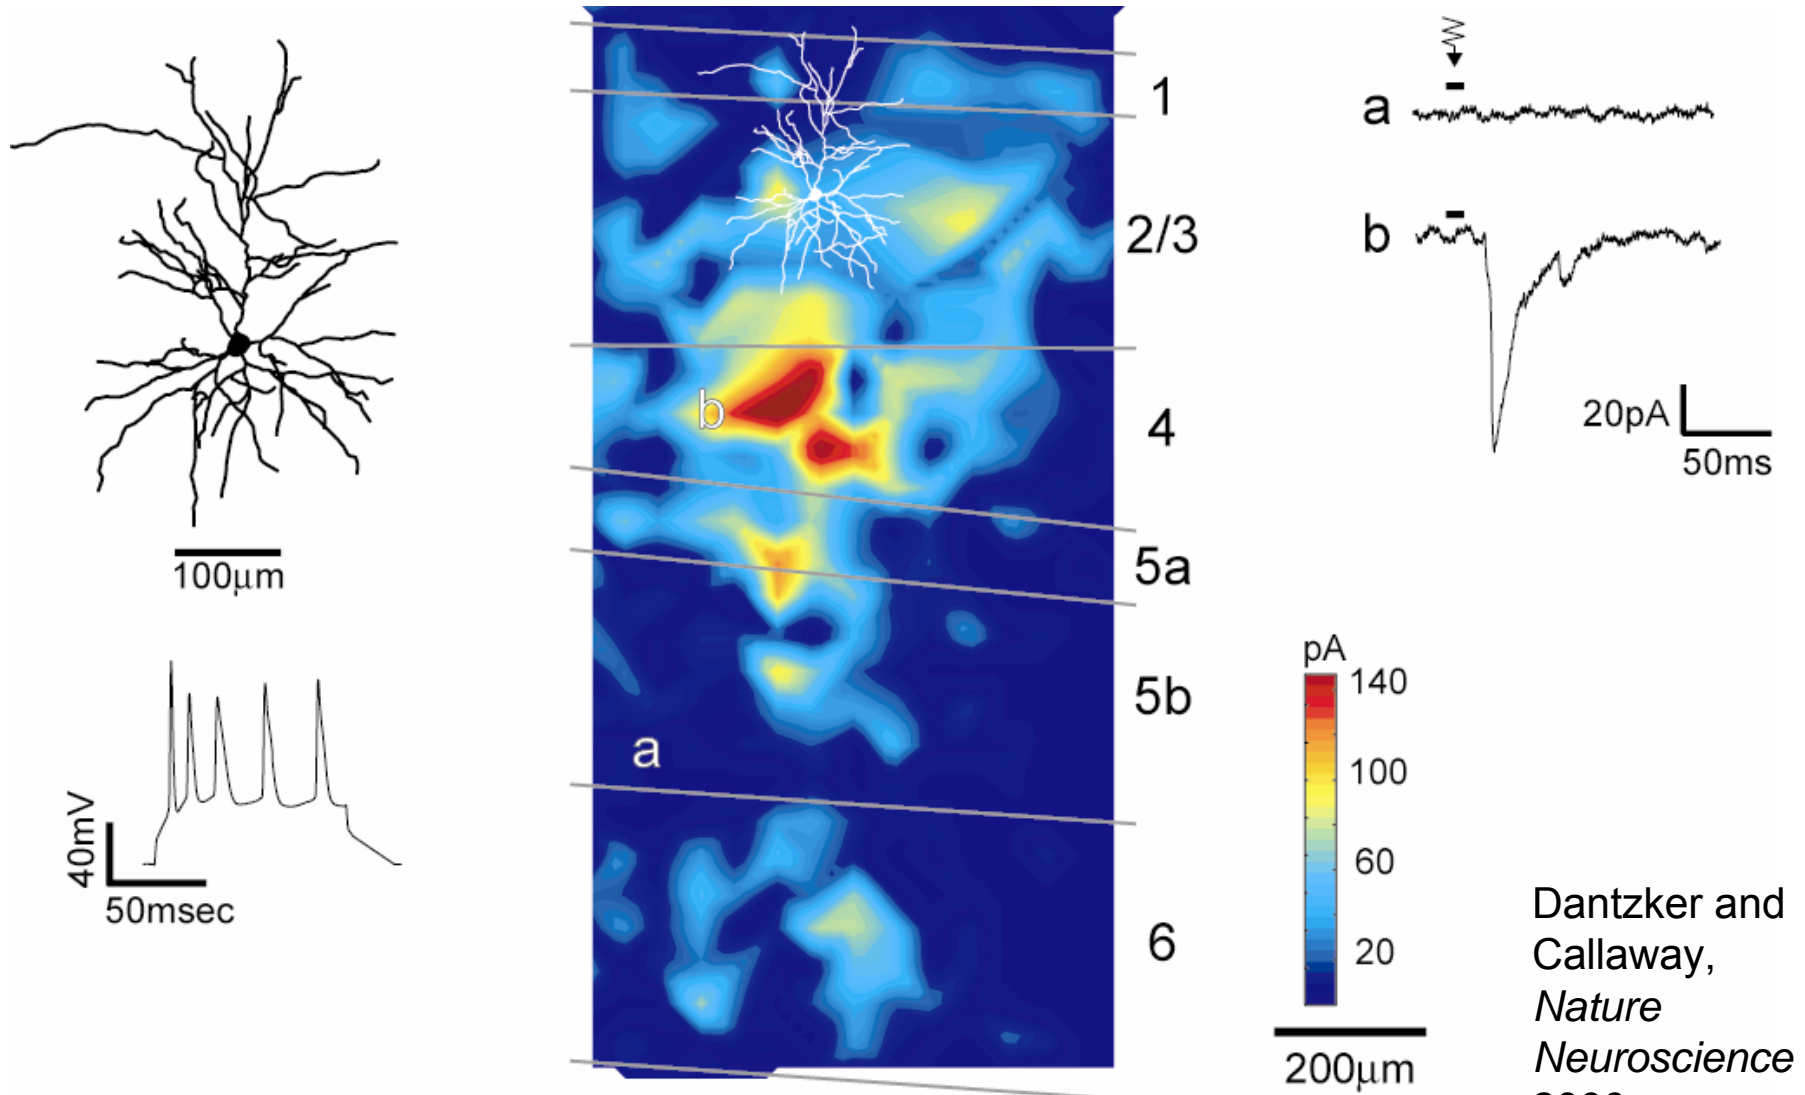 100μm
40mV
50msec
1
2/3
b
4
5a
5b
a
6
a
b
20pA
50ms
pA
140
100
60
20
200μm
Dantzker and
Callaway,
Nature
Neuroscience